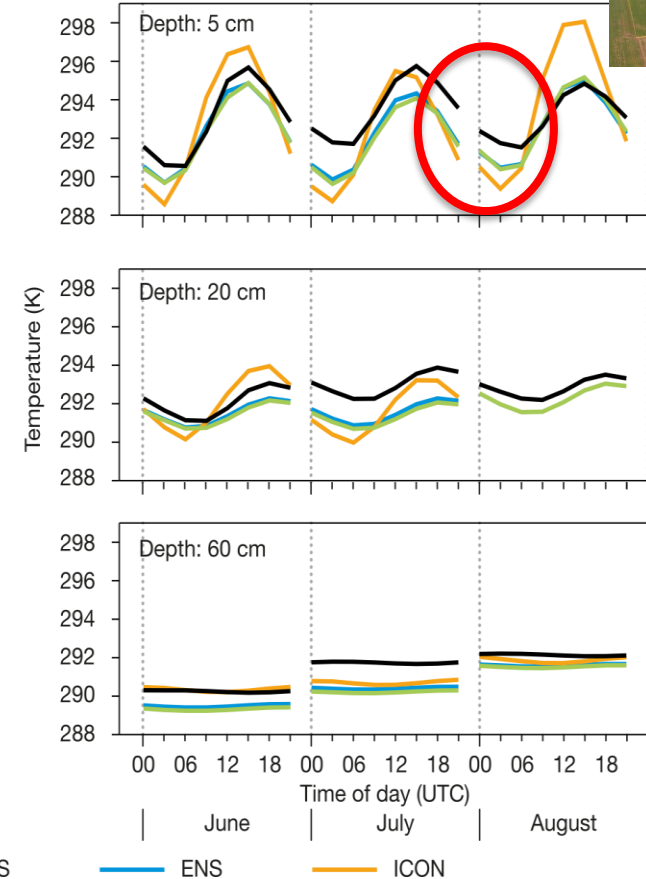 Depth: 5 cm
298
296
294
292
290
288
Depth: 20 cm
298
296
294
292
290
288
Temperature (K)
Depth: 60 cm
298
296
294
292
290
288
00 06 12 18 00 06 12 18 00 06 12 18
Time of day (UTC)
June July August
S ENS ICON